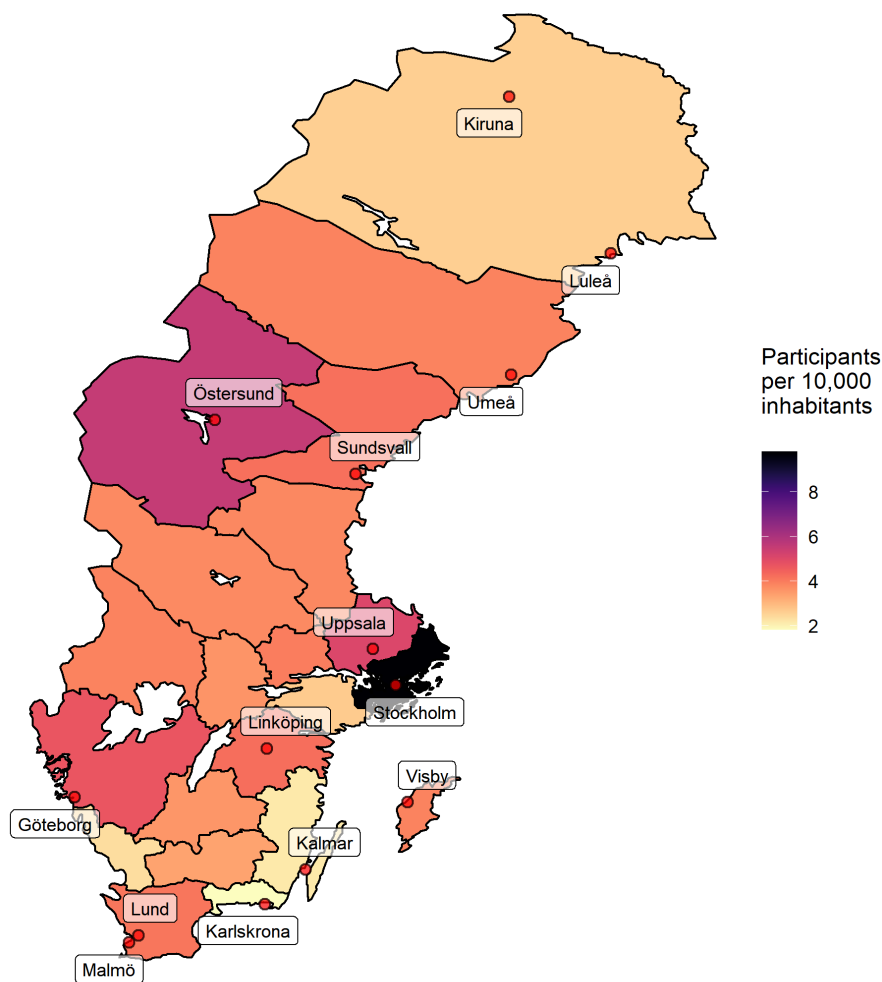 Kiruna
Luleå
Participants
per 10,000
inhabitants
Östersund
Umeå
Sundsvall
8
6
4
2
Uppsala
Stockholm
Linköping
Visby
Göteborg
Kalmar
Lund
Karlskrona
Malmö